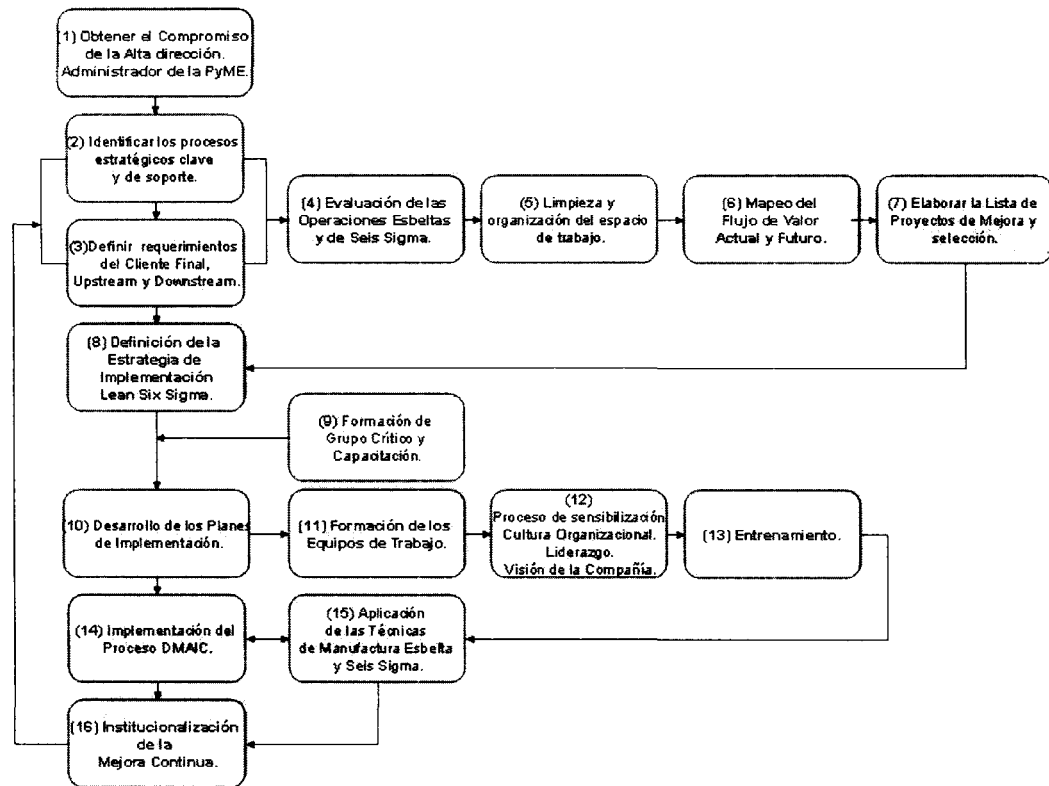 (1) Obtener el Compromiso
de la Alta dirección.
Administrador de la PyME.
(2) Identificar los procesos
estratégicos clave
y de soporte.
(3)Definir requerimientos
del Cliente Final,
Upstream y Downstream.
(4) Evaluación de las
Operaciones Esbeltas
y de Seis Sigma.
(5) Limpieza y
organización del espacio
de trabajo.
(6) Mapeo del
Flujo de Valor
Actual y Futuro.
(7) Elaborar la Lista de
Proyectos de Mejora y
selección.
(8) Definición de la
Estrategia de
Implementación
Lean Six Sigma.
(9) Formación de
Grupo Crítico y
Capacitación.
(10) Desarrollo de los Planes
de Implementación.
(11) Formación de los
Equipos de Trabajo.
(12)
Proceso de sensibilización
Cultura Organizacional.
Liderazgo.
Visión de la Compañía.
(13) Entrenamiento.
(14) Implementación del
Proceso DMAIC.
(15) Aplicación
de las Técnicas
de Manufactura Esbelta
y Seis Sigma.
(16) Institucionalización
de la
Mejora Continua.